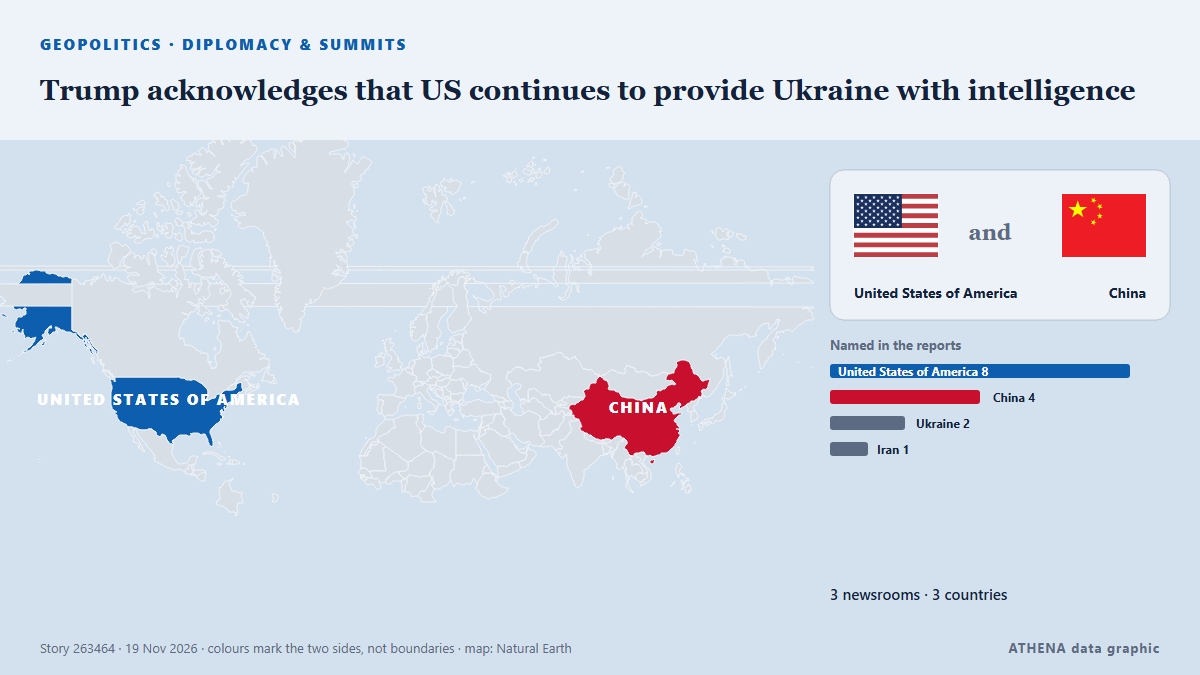 GEOPOLITICS · DIPLOMACY & SUMMITS
Trump acknowledges that US continues to provide Ukraine with intelligence
and
United States of America
China
Named in the reports
United States of America 8
China 4
Ukraine 2
Iran 1
UNITED STATES OF AMERICA
CHINA
3 newsrooms · 3 countries
Story 263464 · 19 Nov 2026 · colours mark the two sides, not boundaries · map: Natural Earth
ATHENA data graphic